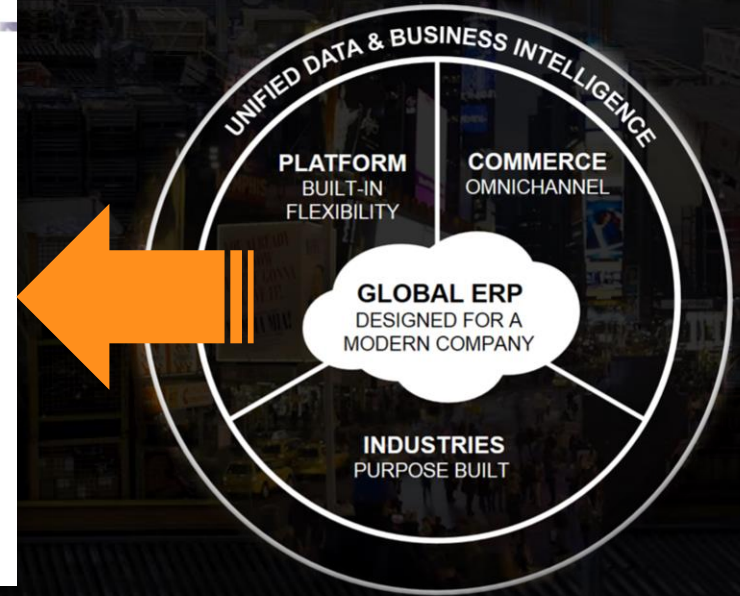 UNIFIED DATA & BUSINESS INTELLIGENCE
PLATFORM
BUILT-IN
FLEXIBILITY
COMMERCE
OMNICHANNEL
GLOBAL ERP
DESIGNED FOR A
MODERN COMPANY
INDUSTRIES
PURPOSE BUILT